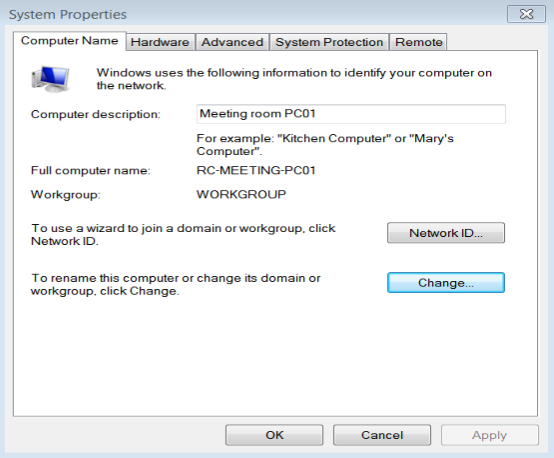 System Properties
Computer Name Hardware Advanced System Protection Remote
Windows uses the following information to identify your computer on
the network.
Computer description: Meeting room PC01
For example: "Kitchen Computer" or "Mary's
Computer".
Full computer name: RC-MEETING-PC01
Workgroup: WORKGROUP
To use a wizard to join a domain or workgroup, click
Network ID.
Network ID...
To rename this computer or change its domain or
workgroup, click Change.
Change...
OK Cancel Apply